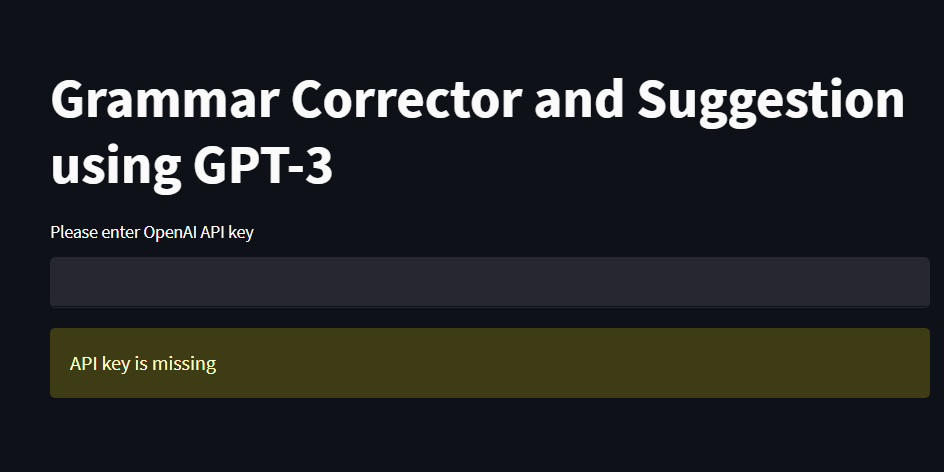 Grammar Corrector and Suggestion
using GPT-3
Please enter OpenAI API key
API key is missing